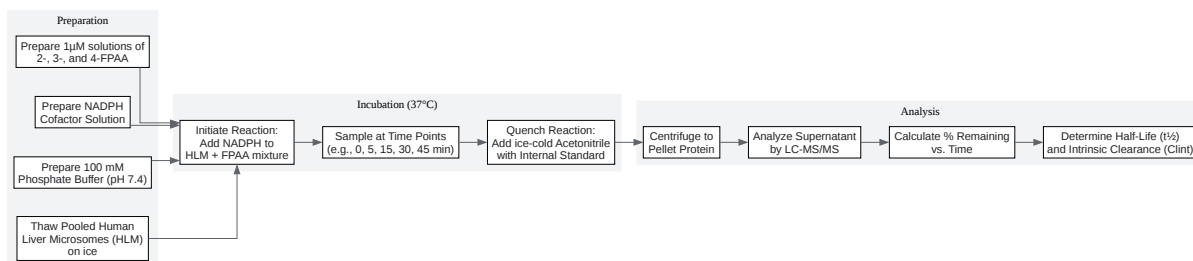 Preparation
Prepare 1µM solutions of
2-, 3-, and 4-FPAA
Prepare NADPH
Cofactor Solution
Prepare 100 mM
Phosphate Buffer (pH 7.4)
Thaw Pooled Human
Liver Microsomes (HLM)
on ice
Incubation (37°C)
Initiate Reaction:
Add NADPH to
HLM + FPAA mixture
Sample at Time Points
(e.g., 0, 5, 15, 30, 45 min)
Quench Reaction:
Add ice-cold Acetonitrile
with Internal Standard
Analysis
Centrifuge to
Pellet Protein
Analyze Supernatant
by LC-MS/MS
Calculate % Remaining
vs. Time
Determine Half-Life (t½)
and Intrinsic Clearance (Clint)